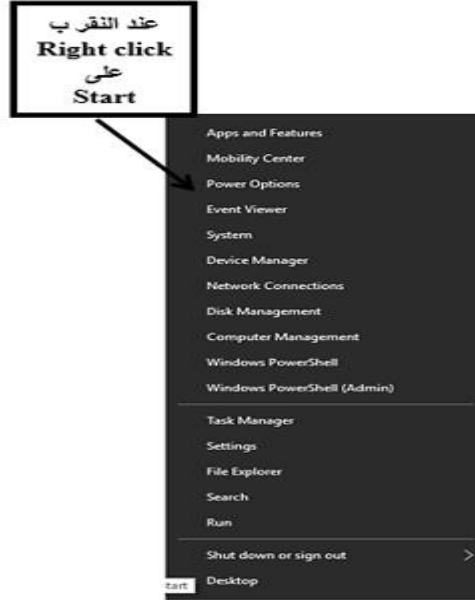 عند النقر ب
Right click
على
Start
Apps and Features
Mobility Center
Power Options
Event Viewer
System
Device Manager
Network Connections
Disk Management
Computer Management
Windows PowerShell
Windows PowerShell (Admin)
Task Manager
Settings
File Explorer
Search
Run
Shut down or sign out
Desktop
tart